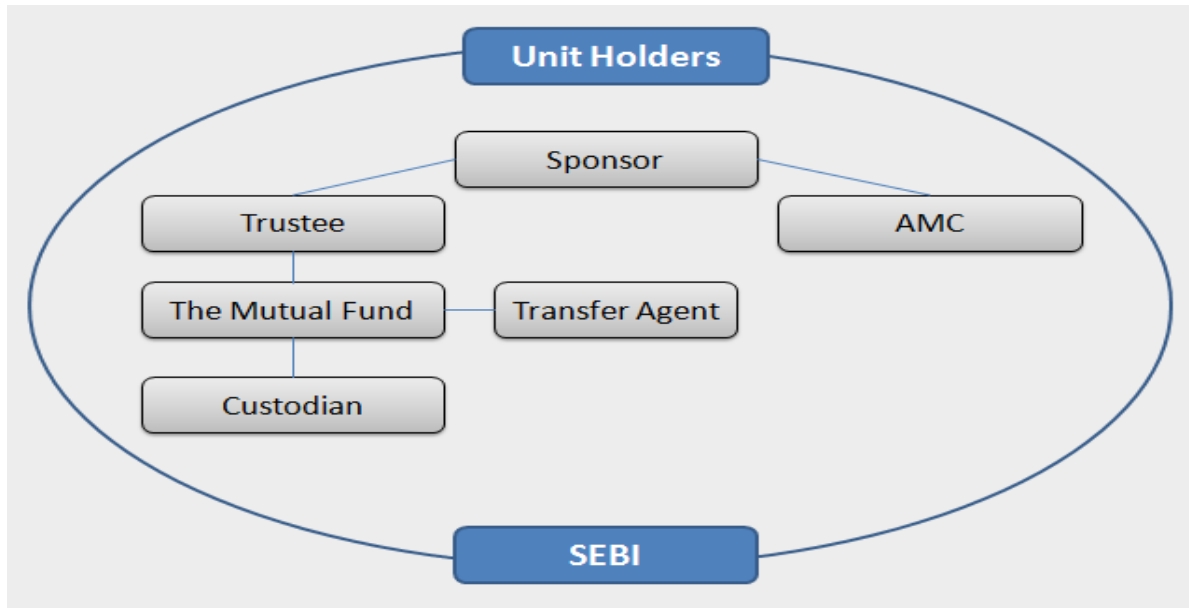 Unit Holders
Sponsor
Trustee
AMC
The Mutual Fund
Transfer Agent
Custodian
SEBI